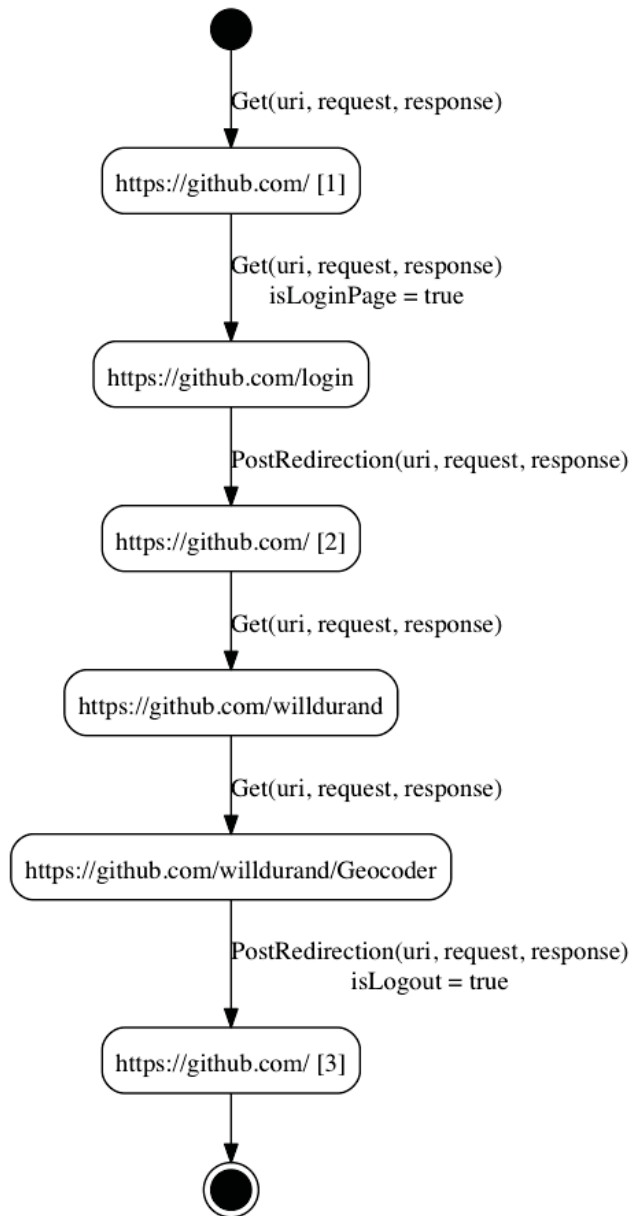 Get(uri, request, response)
https://github.com/ [1]
Get(uri, request, response)
isLoginPage = true
https://github.com/login
PostRedirection(uri, request, response)
https://github.com/ [2]
Get(uri, request, response)
https://github.com/willdurand
Get(uri, request, response)
https://github.com/willdurand/Geocoder
PostRedirection(uri, request, response)
isLogout = true
https://github.com/ [3]